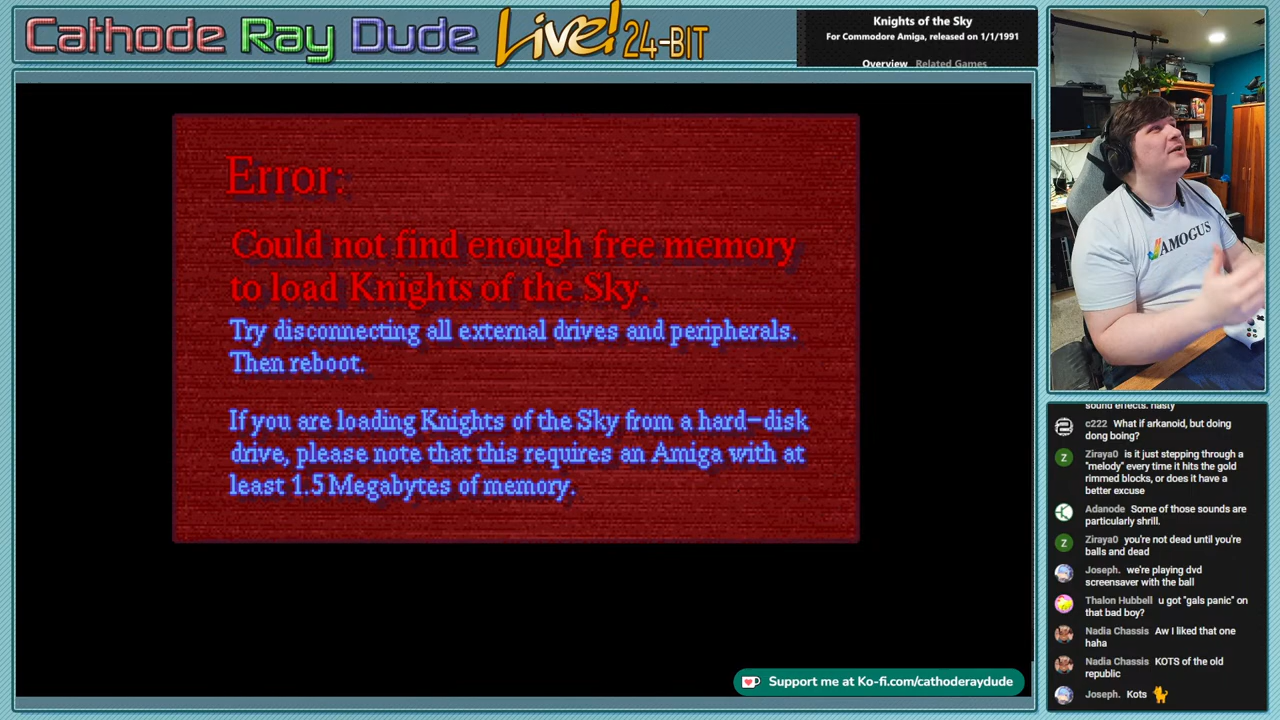 Cathode Ray Dude Live! 24-BIT
Knights of the Sky
For Commodore Amiga, released on 1/1/1991
Overview Related Games
Error:
Could not find enough free memory
to load Knights of the Sky.
Try disconnecting all external drives and peripherals.
Then reboot.
If you are loading Knights of the Sky from a hard-disk
drive, please note that this requires an Amiga with at
least 1.5 Megabytes of memory.
Support me at Ko-fi.com/cathoderaydude
AMOGUS
sound effects. nasty
c222 What if arkanoid, but doing
dong boing?
Ziraya0 is it just stepping through a
"melody" every time it hits the gold
rimmed blocks, or does it have a
better excuse
Adanode Some of those sounds are
particularly shrill.
Ziraya0 you're not dead until you're
balls and dead
Joseph. we're playing dvd
screensaver with the ball
Thalon Hubbell u got "gals panic" on
that bad boy?
Nadia Chassis Aw I liked that one
haha
Nadia Chassis KOTS of the old
republic
Joseph. Kots